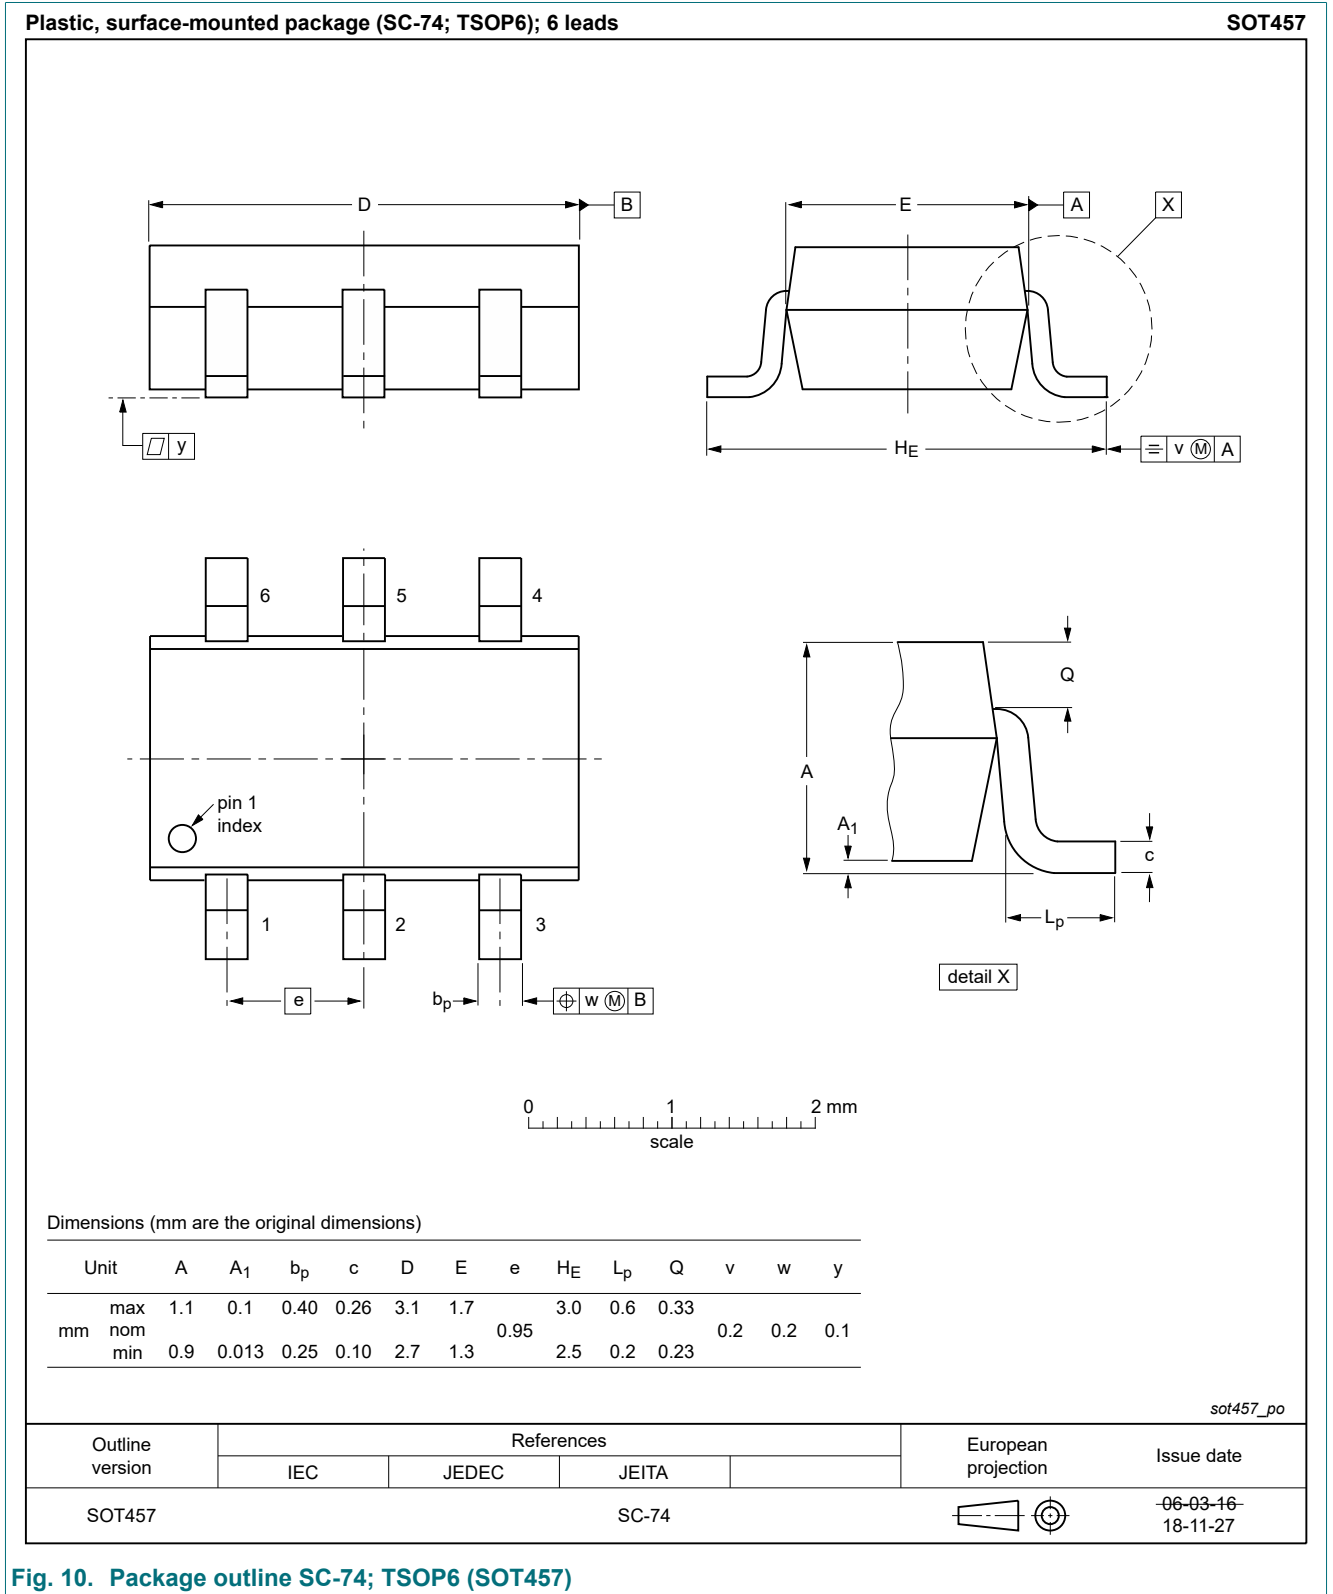 Plastic, surface-mounted package (SC-74; TSOP6); 6 leads SOT457
D B E A X
y
HE v M A
6 5 4
Q
A
pin 1
index
A1
c
1 2 3
Lp
e bp w M B
detail X
0 1 2 mm
scale
Dimensions (mm are the original dimensions)
Unit A A1 bp c D E e HE Lp Q v w y
max 1.1 0.1 0.40 0.26 3.1 1.7 3.0 0.6 0.33
mm nom 0.95 0.2 0.2 0.1
min 0.9 0.013 0.25 0.10 2.7 1.3 2.5 0.2 0.23
sot457_po
Outline version References European projection Issue date
IEC JEDEC JEITA
SOT457 SC-74 06-03-16
18-11-27
Fig. 10. Package outline SC-74; TSOP6 (SOT457)